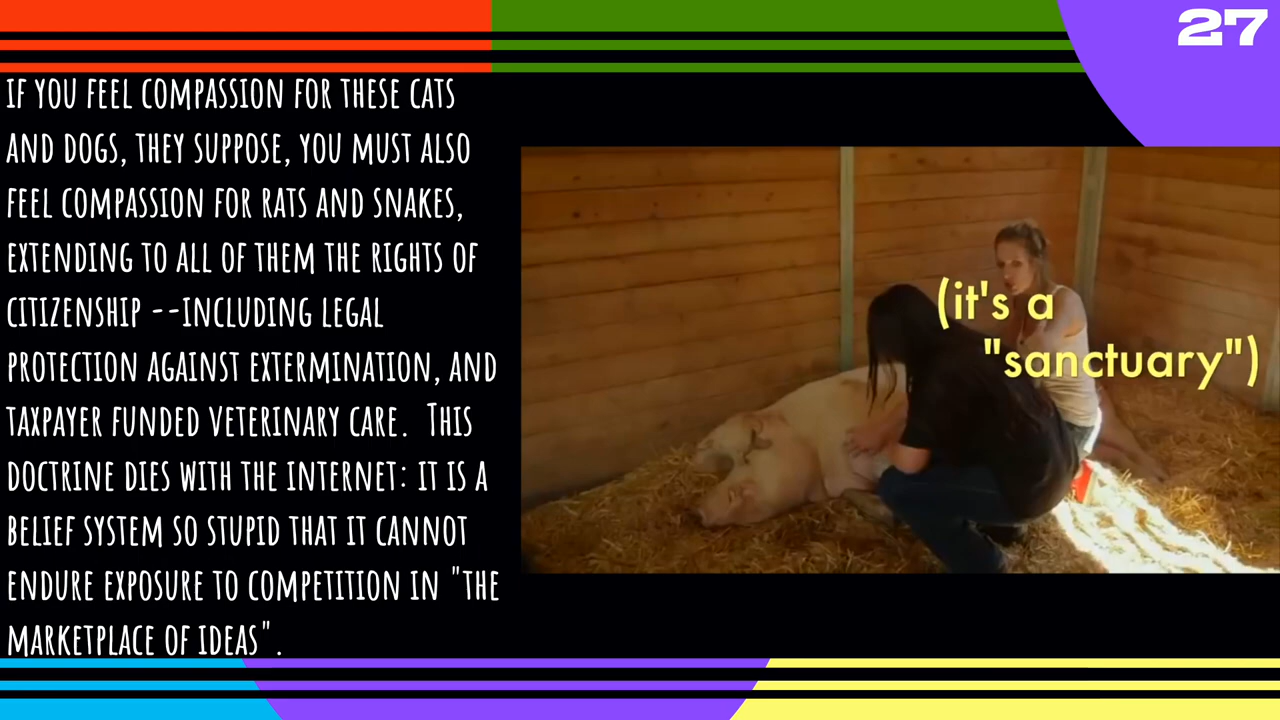 27
IF YOU FEEL COMPASSION FOR THESE CATS
AND DOGS, THEY SUPPOSE, YOU MUST ALSO
FEEL COMPASSION FOR RATS AND SNAKES,
EXTENDING TO ALL OF THEM THE RIGHTS OF
CITIZENSHIP --INCLUDING LEGAL
PROTECTION AGAINST EXTERMINATION, AND
TAXPAYER FUNDED VETERINARY CARE.  THIS
DOCTRINE DIES WITH THE INTERNET: IT IS A
BELIEF SYSTEM SO STUPID THAT IT CANNOT
ENDURE EXPOSURE TO COMPETITION IN "THE
MARKETPLACE OF IDEAS".
(it's a
"sanctuary")